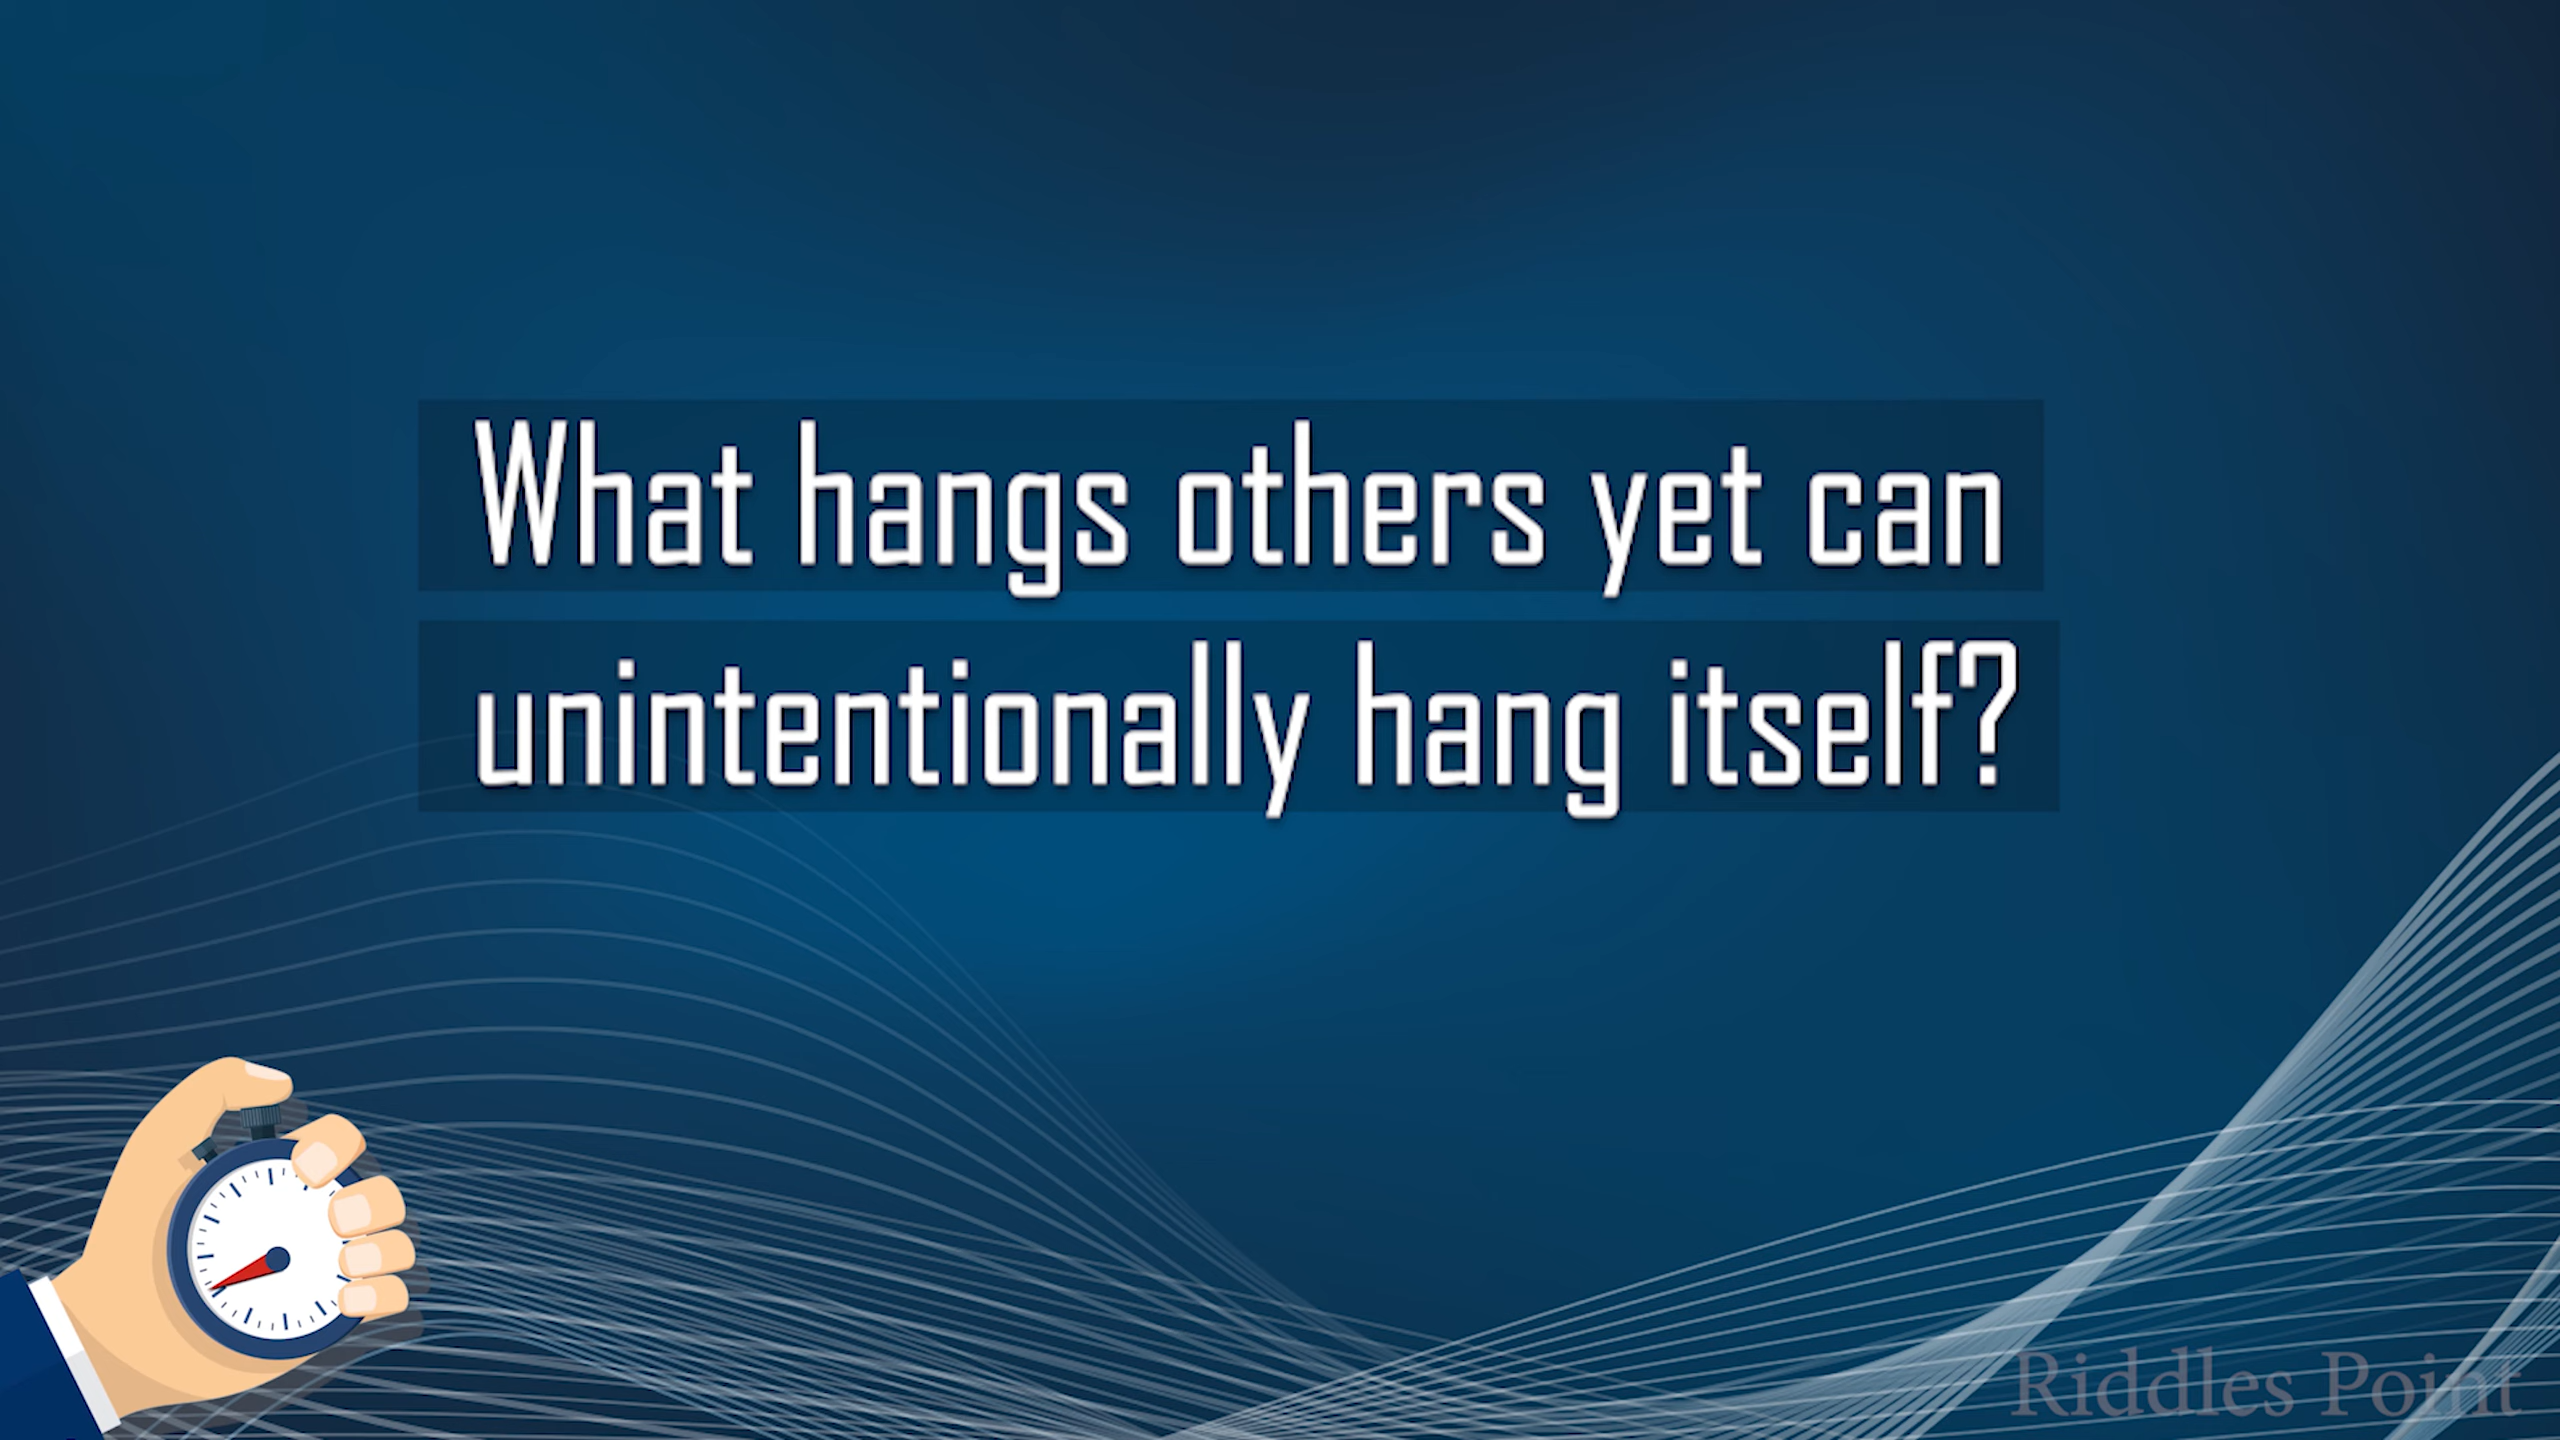 What hangs others yet can
unintentionally hang itself?
Riddles Point